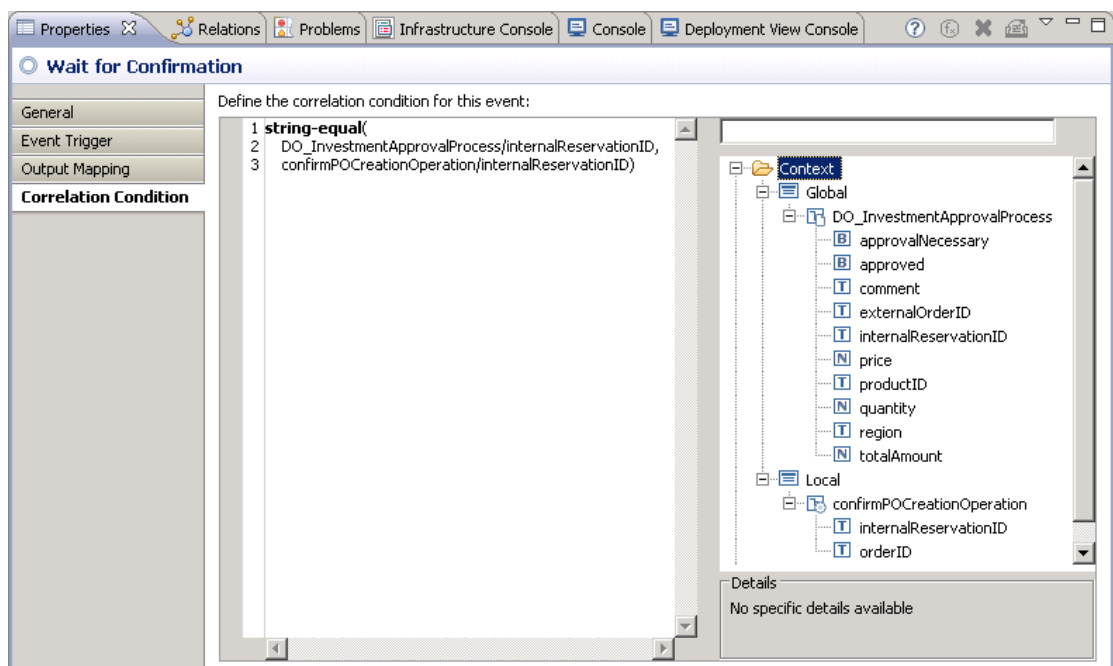 Properties Relations Problems Infrastructure Console Console Deployment View Console
Wait for Confirmation
General
Event Trigger
Output Mapping
Correlation Condition
Define the correlation condition for this event:
1 string-equal(
2 DO_InvestmentApprovalProcess/internalReservationID,
3 confirmPOCreationOperation/internalReservationID)
Context
Global
DO_InvestmentApprovalProcess
B approvalNecessary
B approved
T comment
T externalOrderID
T internalReservationID
N price
T productID
N quantity
T region
N totalAmount
Local
confirmPOCreationOperation
T internalReservationID
T orderID
Details
No specific details available